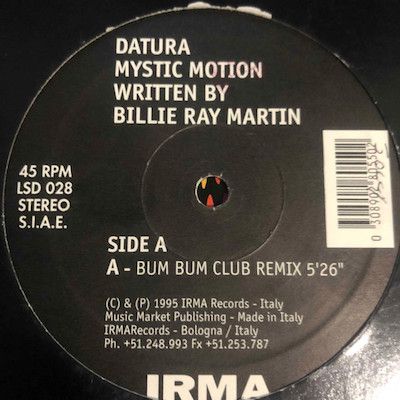 DATURA
MYSTIC MOTION
WRITTEN BY
BILLIE RAY MARTIN
45 RPM
LSD 028
STEREO
S.I.A.E.
SIDE A
A - BUM BUM CLUB REMIX 5'26"
(C) & (P) 1995 IRMA Records - Italy
Music Market Publishing - Made in Italy
IRMARecords - Bologna / Italy
Ph. +51.248.993 Fx +51.253.787
IRMA